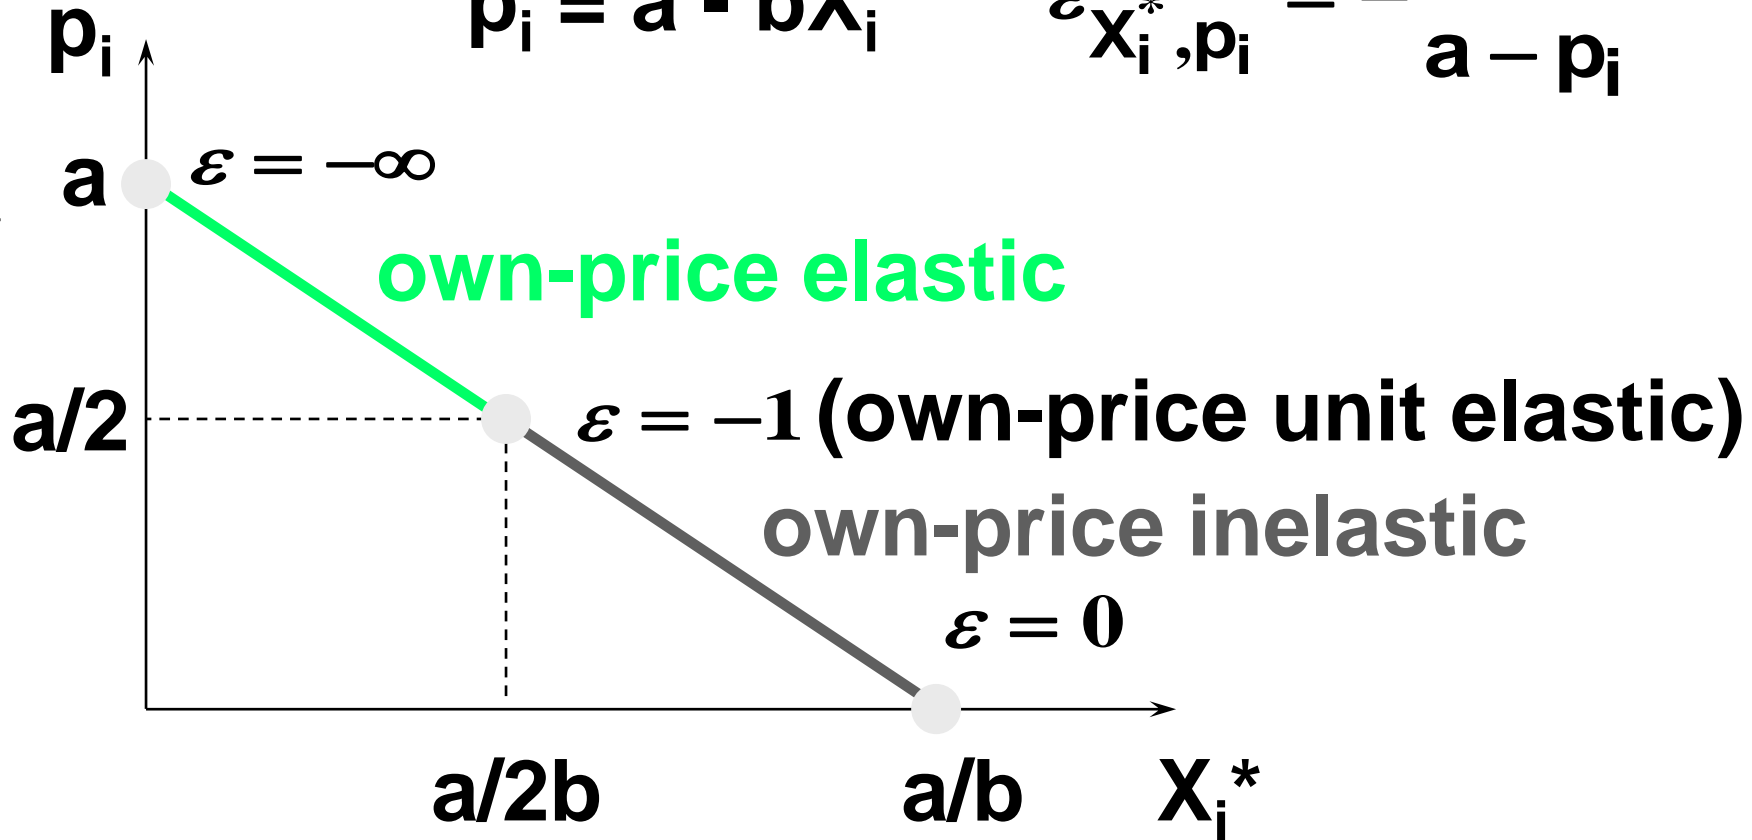 pᵢ = a - bXᵢ
ε Xᵢ*,pᵢ = − a – pᵢ
pᵢ
a
ε = −∞
own-price elastic
a/2
ε = −1 (own-price unit elastic)
own-price inelastic
ε = 0
a/2b
a/b
Xᵢ*